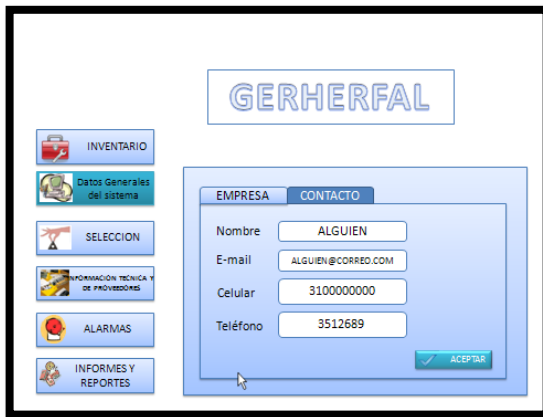 GERHERFAL
INVENTARIO
Datos Generales
del sistema
SELECCION
INFORMACIÓN TECNICA Y
DE PROVEEDORES
ALARMAS
INFORMES Y
REPORTES
EMPRESA CONTACTO
Nombre ALGUIEN
E-mail ALGUIEN@CORREO.COM
Celular 3100000000
Teléfono 3512689
ACEPTAR